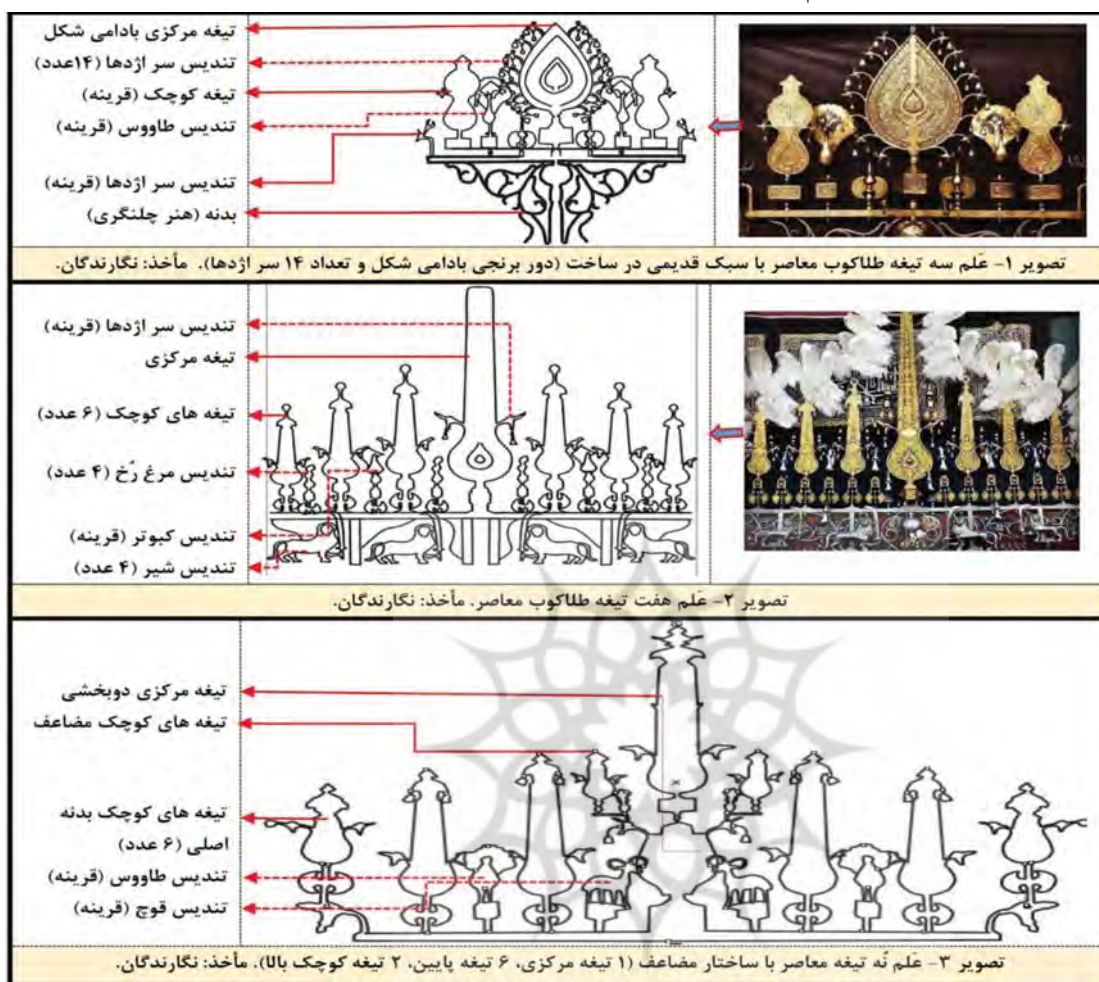 تیغه مرکزی بادامی شکل
تندیس سر اژدها (۱۴عدد)
تیغه کوچک (قرینه)
تندیس طاووس (قرینه)
تندیس سر اژدها (قرینه)
بدنه (هنر چلنگری)
تصویر ۱- عَلم سه تیغه طلاکوب معاصر با سبک قدیمی در ساخت (دور برنجی بادامی شکل و تعداد ۱۴ سر اژدها). مأخذ: نگارندگان.
تندیس سر اژدها (قرینه)
تیغه مرکزی
تیغه های کوچک (۶ عدد)
تندیس مرغ رُخ (۴ عدد)
تندیس کبوتر (قرینه)
تندیس شیر (۴ عدد)
تصویر ۲- عَلم هفت تیغه طلاکوب معاصر. مأخذ: نگارندگان.
تیغه مرکزی دوبخشی
تیغه های کوچک مضاعف
تیغه های کوچک بدنه
اصلی (۶ عدد)
تندیس طاووس (قرینه)
تندیس قوچ (قرینه)
تصویر ۳- عَلم نُه تیغه معاصر با ساختار مضاعف (۱ تیغه مرکزی، ۶ تیغه پایین، ۲ تیغه کوچک بالا). مأخذ: نگارندگان.